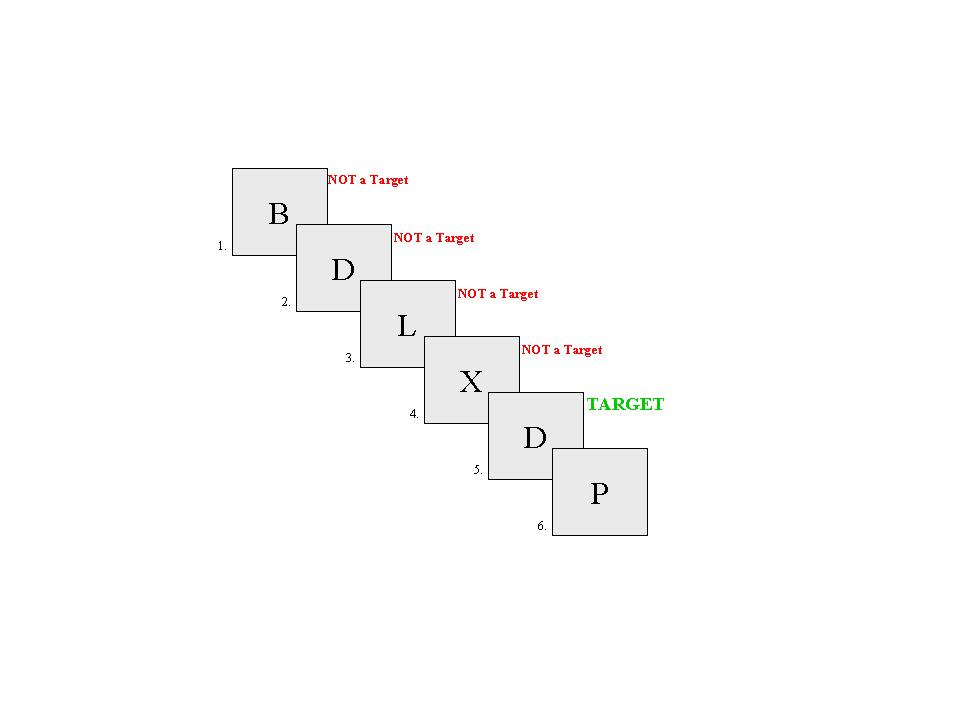 NOT a Target
B
1.
NOT a Target
D
2.
NOT a Target
L
3.
NOT a Target
X
4.
TARGET
D
5.
P
6.